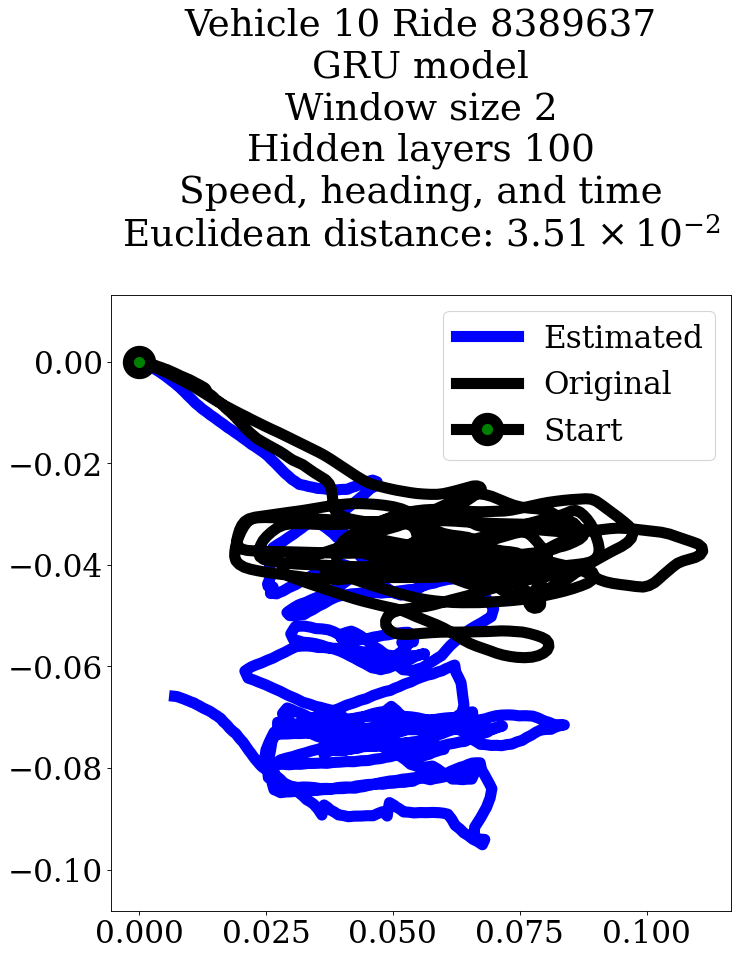 Vehicle 10 Ride 8389637
GRU model
Window size 2
Hidden layers 100
Speed, heading, and time
Euclidean distance: 3.51 × 10⁻²
Estimated
Original
Start
0.00
−0.02
−0.04
−0.06
−0.08
−0.10
0.000 0.025 0.050 0.075 0.100